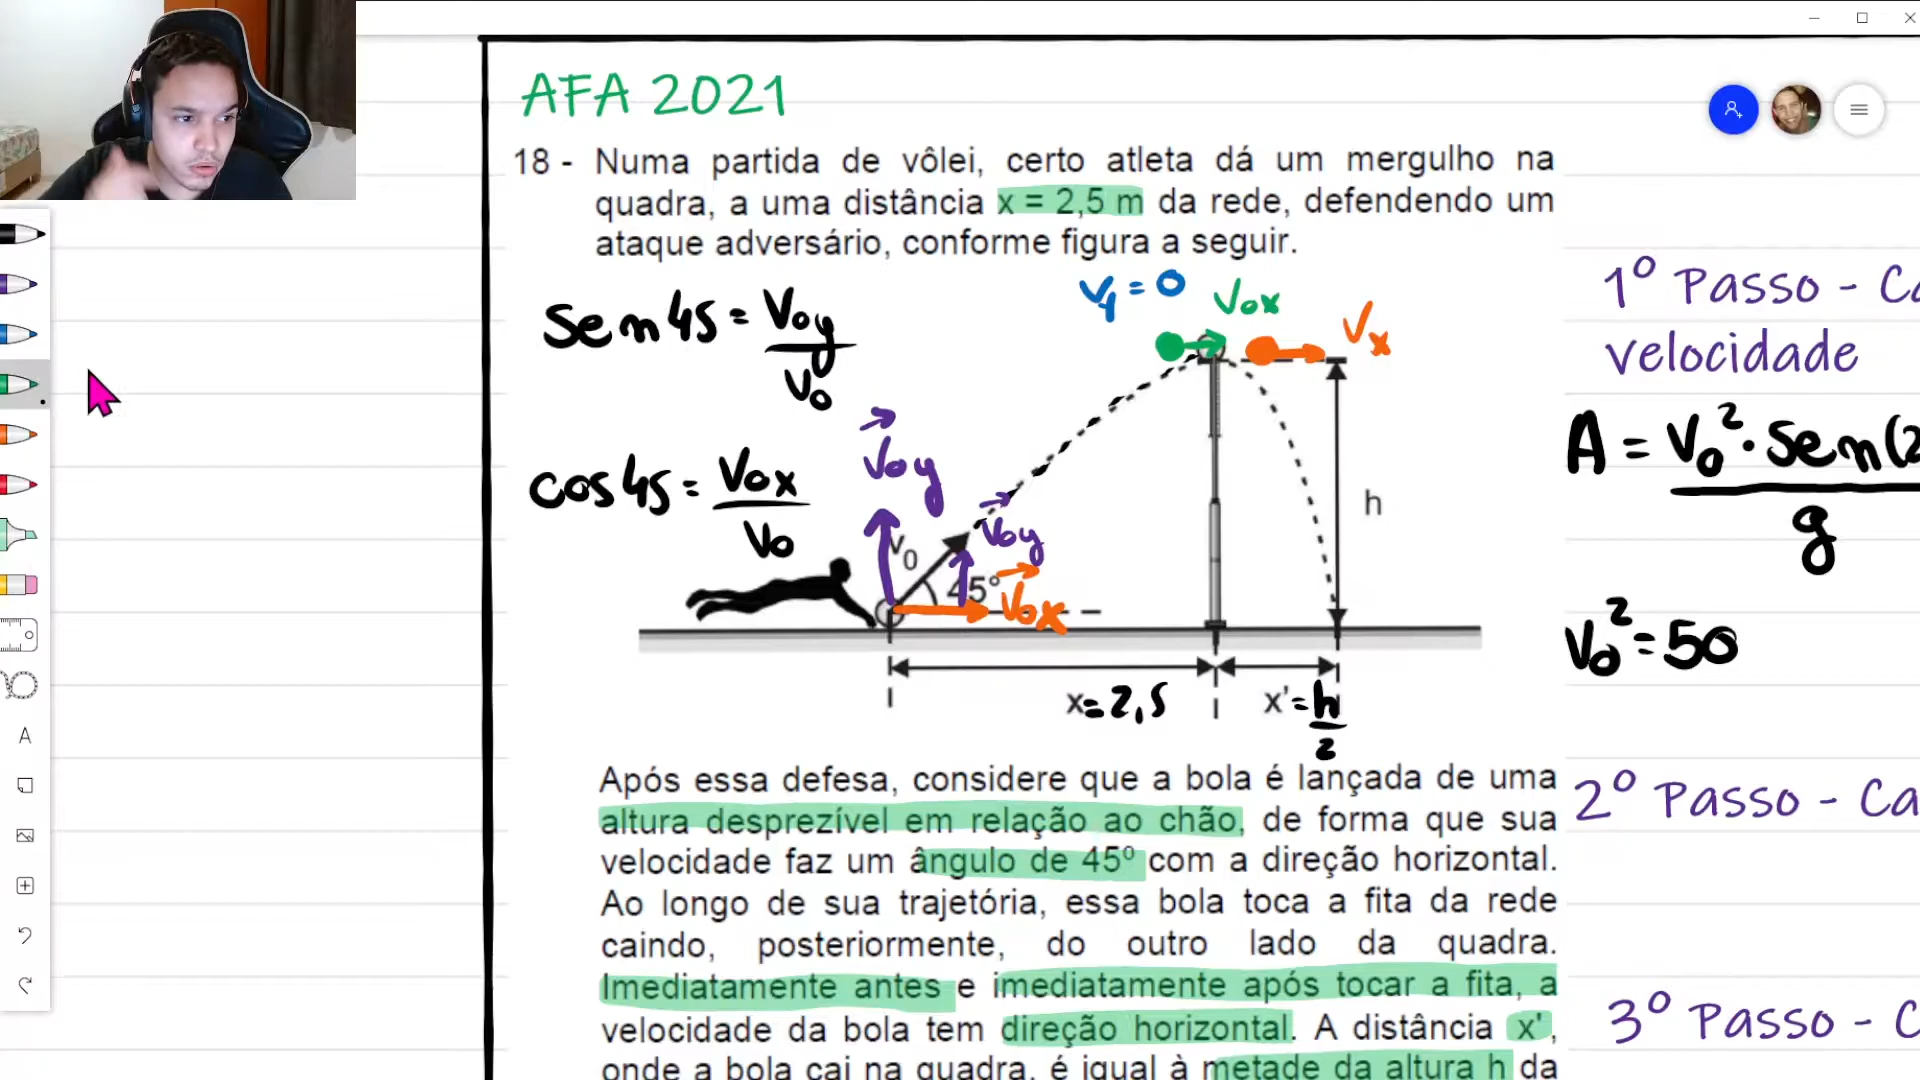 AFA 2021
18 - Numa partida de vôlei, certo atleta dá um mergulho na
quadra, a uma distância x = 2,5 m da rede, defendendo um
ataque adversário, conforme figura a seguir.
sen 45 = Voy
Vo
cos 45 = Vox
Vo
Vy = 0
Vox
Vx
Voy
Voy
V0
45°
Vox
h
x = 2,5
x' = h
2
Após essa defesa, considere que a bola é lançada de uma
altura desprezível em relação ao chão, de forma que sua
velocidade faz um ângulo de 45º com a direção horizontal.
Ao longo de sua trajetória, essa bola toca a fita da rede
caindo, posteriormente, do outro lado da quadra.
Imediatamente antes e imediatamente após tocar a fita, a
velocidade da bola tem direção horizontal. A distância x',
onde a bola cai na quadra, é igual à metade da altura h da
1º Passo - Ca
velocidade
A = Vo² . sen(2
g
Vo² = 50
2º Passo - Ca
3º Passo - C
A